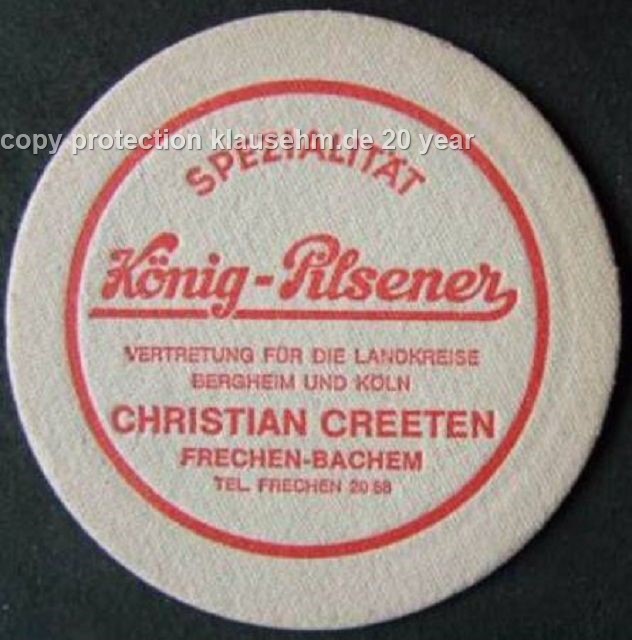 copy protection klausehm.de 20 year
SPEZIALITÄT
König-Pilsener
VERTRETUNG FÜR DIE LANDKREISE
BERGHEIM UND KÖLN
CHRISTIAN CREETEN
FRECHEN-BACHEM
TEL. FRECHEN 20 68